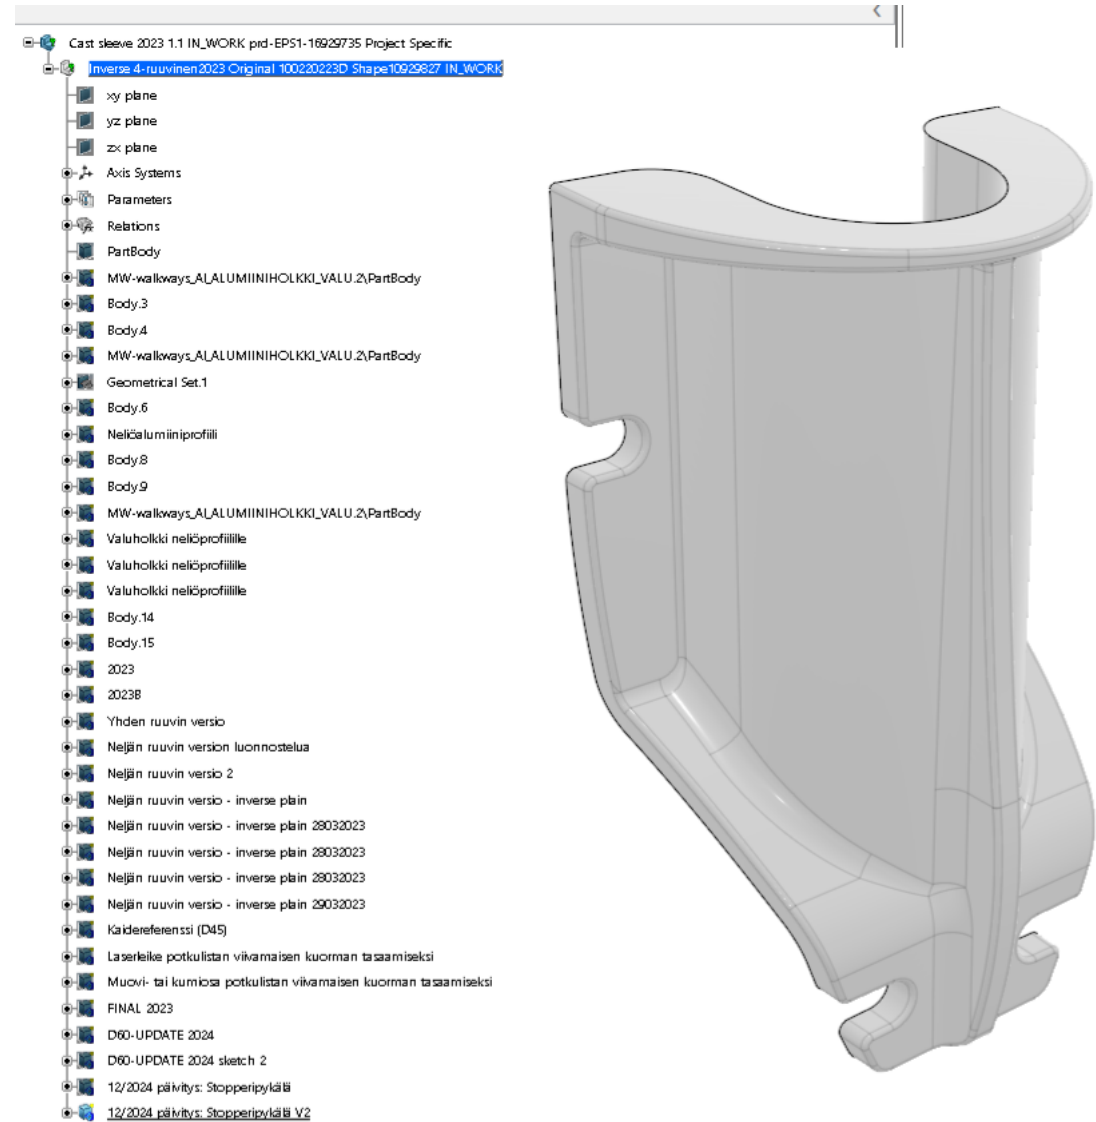 Cast sleeve 2023 1.1 IN_WORK prd-EPS1-16929735 Project Specific
Inverse 4-ruuvinen2023 Original 100220223D Shape10929827 IN_WORK
xy plane
yz plane
zx plane
Axis Systems
Parameters
Relations
PartBody
MW-walkways_AI_ALUMIINIHOLKKI_VALU.2\PartBody
Body.3
Body.4
MW-walkways_AI_ALUMIINIHOLKKI_VALU.2\PartBody
Geometrical Set.1
Body.6
Neliöalumiiniprofiili
Body.8
Body.9
MW-walkways_AI_ALUMIINIHOLKKI_VALU.2\PartBody
Valuholkki neliöprofiilille
Valuholkki neliöprofiilille
Valuholkki neliöprofiilille
Body.14
Body.15
2023
2023B
Yhden ruuvin versio
Neljän ruuvin version luonnostelua
Neljän ruuvin versio 2
Neljän ruuvin versio - inverse plain
Neljän ruuvin versio - inverse plain 28032023
Neljän ruuvin versio - inverse plain 28032023
Neljän ruuvin versio - inverse plain 28032023
Neljän ruuvin versio - inverse plain 29032023
Kaidereferenssi (D45)
Laserleike potkulistan viivamaisen kuorman tasaamiseksi
Muovi- tai kumiosa potkulistan viivamaisen kuorman tasaamiseksi
FINAL 2023
D60-UPDATE 2024
D60-UPDATE 2024 sketch 2
12/2024 päivitys: Stopperipykälä
12/2024 päivitys: Stopperipykälä V2